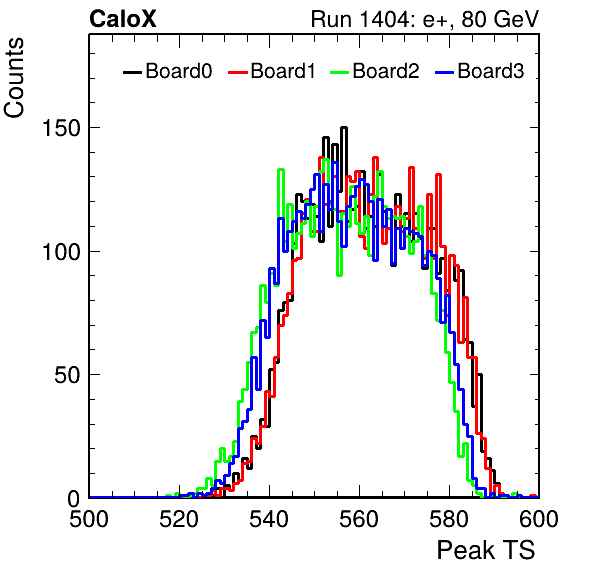 CaloX Run 1404: e+, 80 GeV
Counts
Board0 Board1 Board2 Board3
150
100
50
0
500 520 540 560 580 600
Peak TS